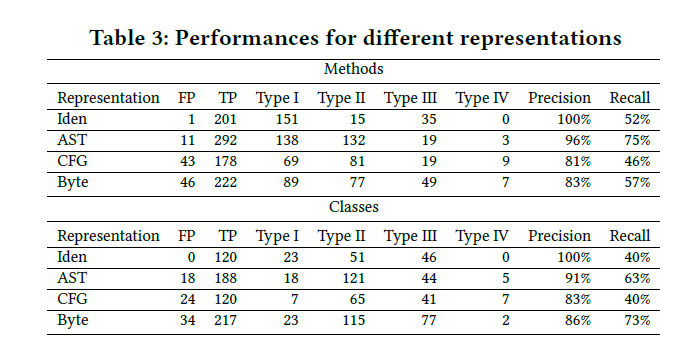 Table 3: Performances for different representations
Methods
Representation FP TP Type I Type II Type III Type IV Precision Recall
Iden 1 201 151 15 35 0 100% 52%
AST 11 292 138 132 19 3 96% 75%
CFG 43 178 69 81 19 9 81% 46%
Byte 46 222 89 77 49 7 83% 57%
Classes
Representation FP TP Type I Type II Type III Type IV Precision Recall
Iden 0 120 23 51 46 0 100% 40%
AST 18 188 18 121 44 5 91% 63%
CFG 24 120 7 65 41 7 83% 40%
Byte 34 217 23 115 77 2 86% 73%